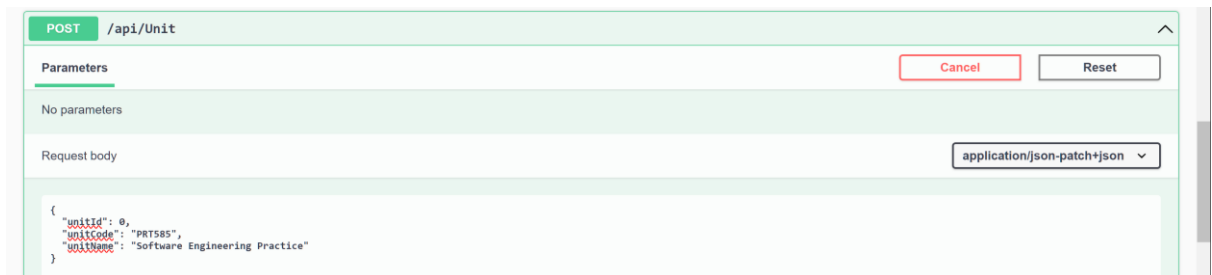 POST /api/Unit
Parameters Cancel Reset
No parameters
Request body application/json-patch+json
{
"unitId": 0,
"unitCode": "PRT585",
"unitName": "Software Engineering Practice"
}